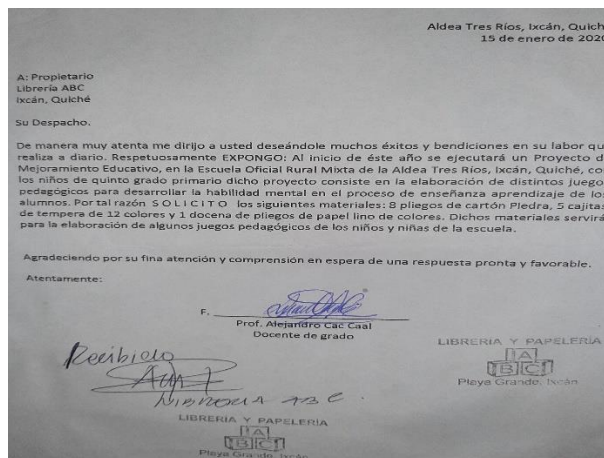 Aldea Tres Ríos, Ixcán, Quiché
15 de enero de 2020
A: Propietario
Librería ABC
Ixcán, Quiché
Su Despacho.
De manera muy atenta me dirijo a usted deseándole muchos éxitos y bendiciones en su labor qu
realiza a diario. Respetuosamente EXPONGO: Al inicio de éste año se ejecutará un Proyecto d
Mejoramiento Educativo, en la Escuela Oficial Rural Mixta de la Aldea Tres Ríos, Ixcán, Quiché, co
los niños de quinto grado primario dicho proyecto consiste en la elaboración de distintos juego
pedagógicos para desarrollar la habilidad mental en el proceso de enseñanza aprendizaje de lo
alumnos. Por tal razón S O L I C I T O los siguientes materiales: 8 pliegos de cartón Piedra, 5 cajita
de tempera de 12 colores y 1 docena de pliegos de papel lino de colores. Dichos materiales servirá
para la elaboración de algunos juegos pedagógicos de los niños y niñas de la escuela.
Agradeciendo por su fina atención y comprensión en espera de una respuesta pronta y favorable.
Atentamente:
F.
Prof. Alejandro Cac Caal
Docente de grado
LIBRERIA Y PAPELERIA
ABC
Playa Grande, Ixcán
Recibido
LIBRERIA ABC
LIBRERIA Y PAPELERIA
ABC
Playa Grande, Ixcán